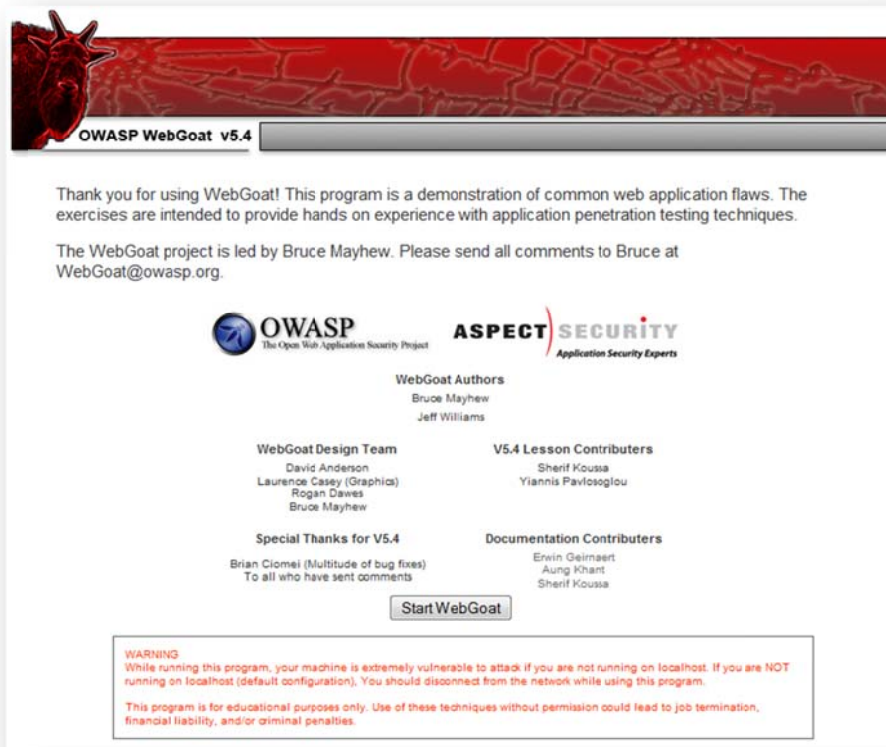 OWASP WebGoat v5.4
Thank you for using WebGoat! This program is a demonstration of common web application flaws. The
exercises are intended to provide hands on experience with application penetration testing techniques.
The WebGoat project is led by Bruce Mayhew. Please send all comments to Bruce at
WebGoat@owasp.org.
OWASP
The Open Web Application Security Project
ASPECT SECURITY
Application Security Experts
WebGoat Authors
Bruce Mayhew
Jeff Williams
WebGoat Design Team
David Anderson
Laurence Casey (Graphics)
Rogan Dawes
Bruce Mayhew
V5.4 Lesson Contributers
Sherif Koussa
Yiannis Pavlosoglou
Special Thanks for V5.4
Brian Ciomei (Multitude of bug fixes)
To all who have sent comments
Documentation Contributers
Erwin Geirnaert
Aung Khant
Sherif Koussa
Start WebGoat
WARNING
While running this program, your machine is extremely vulnerable to attack if you are not running on localhost. If you are NOT
running on localhost (default configuration), You should disconnect from the network while using this program.
This program is for educational purposes only. Use of these techniques without permission could lead to job termination,
financial liability, and/or criminal penalties.